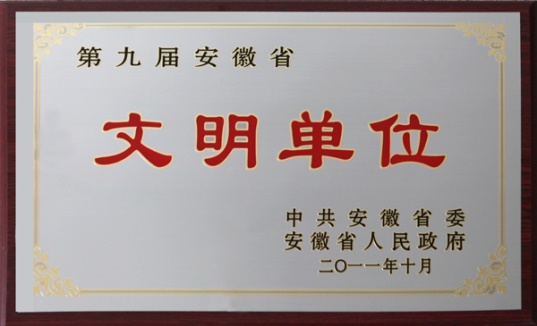 第九届安徽省
文明单位
中共安徽省委
安徽省人民政府
二〇一一年十月